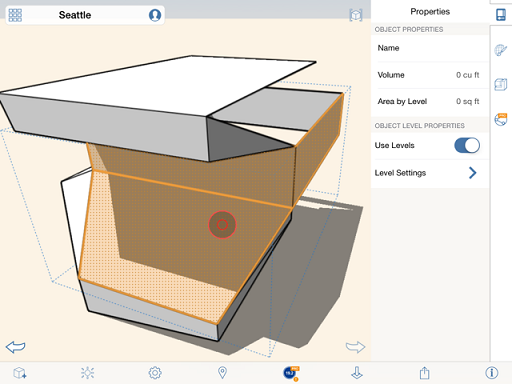 Seattle
Properties
OBJECT PROPERTIES
Name
Volume 0 cu ft
Area by Level 0 sq ft
OBJECT LEVEL PROPERTIES
Use Levels
Level Settings